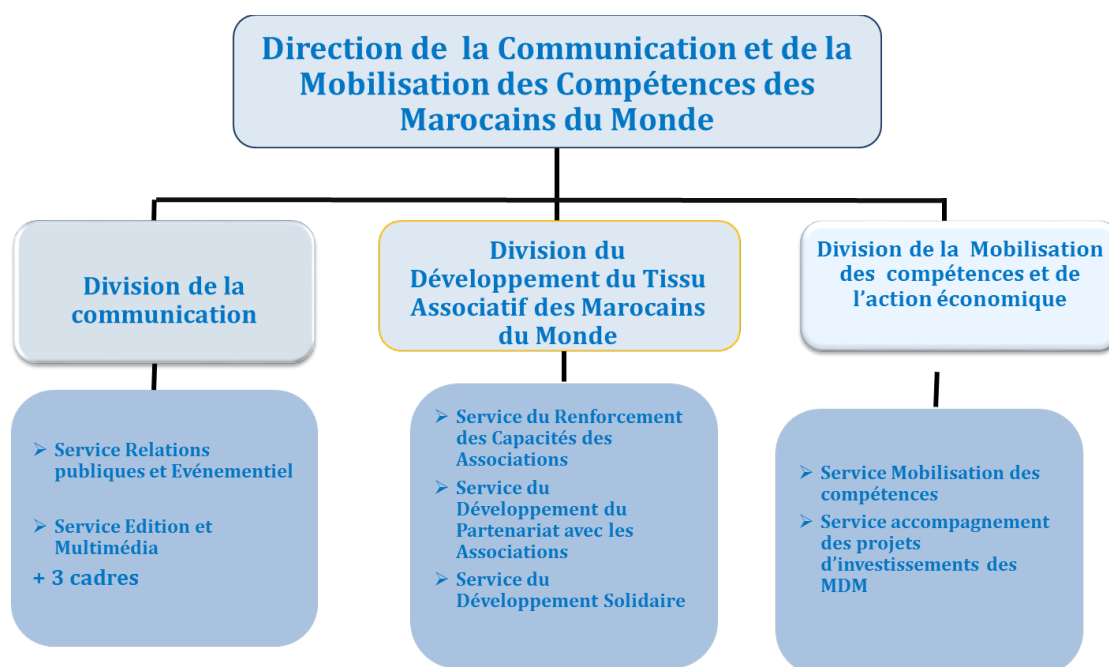 Direction de la Communication et de la
Mobilisation des Compétences des
Marocains du Monde
Division de la
communication
Division du
Développement du Tissu
Associatif des Marocains
du Monde
Division de la Mobilisation
des compétences et de
l’action économique
➢ Service Relations
publiques et Evénementiel
➢ Service Edition et
Multimédia
+ 3 cadres
➢ Service du Renforcement
des Capacités des
Associations
➢ Service du
Développement du
Partenariat avec les
Associations
➢ Service du
Développement Solidaire
➢ Service Mobilisation des
compétences
➢ Service accompagnement
des projets
d’investissements des
MDM